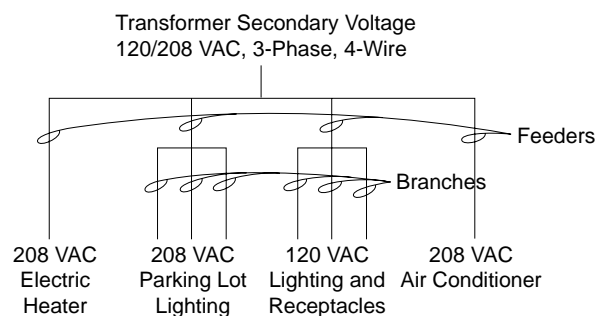 Transformer Secondary Voltage
120/208 VAC, 3-Phase, 4-Wire
Feeders
Branches
208 VAC
Electric
Heater
208 VAC
Parking Lot
Lighting
120 VAC
Lighting and
Receptacles
208 VAC
Air Conditioner